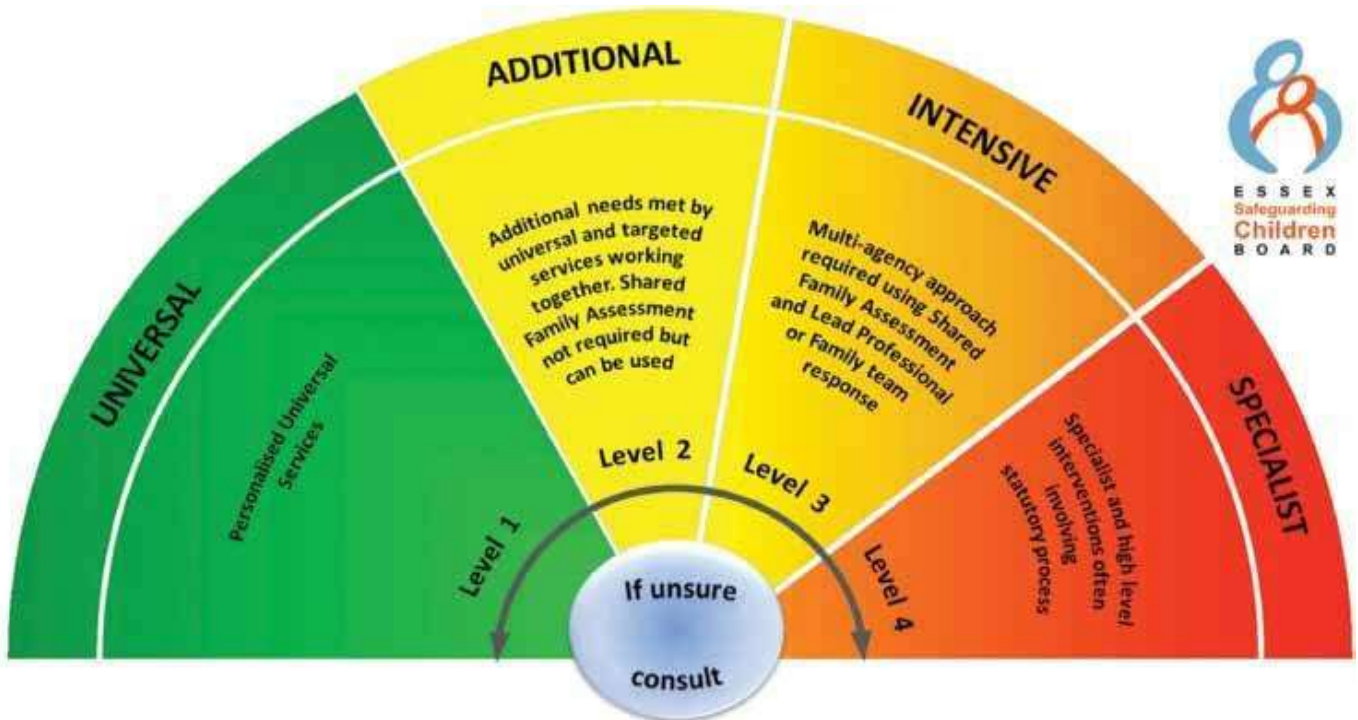 UNIVERSAL
Personalised Universal
Services
Level 1
ADDITIONAL
Additional needs met by
universal and targeted
services working
together. Shared
Family Assessment
not required but
can be used
Level 2
INTENSIVE
Multi-agency approach
required using Shared
Family Assessment
and Lead Professional
or Family team
response
Level 3
SPECIALIST
Specialist and high level
interventions often
involving
statutory process
Level 4
If unsure
consult
ESSEX
Safeguarding
Children
BOARD